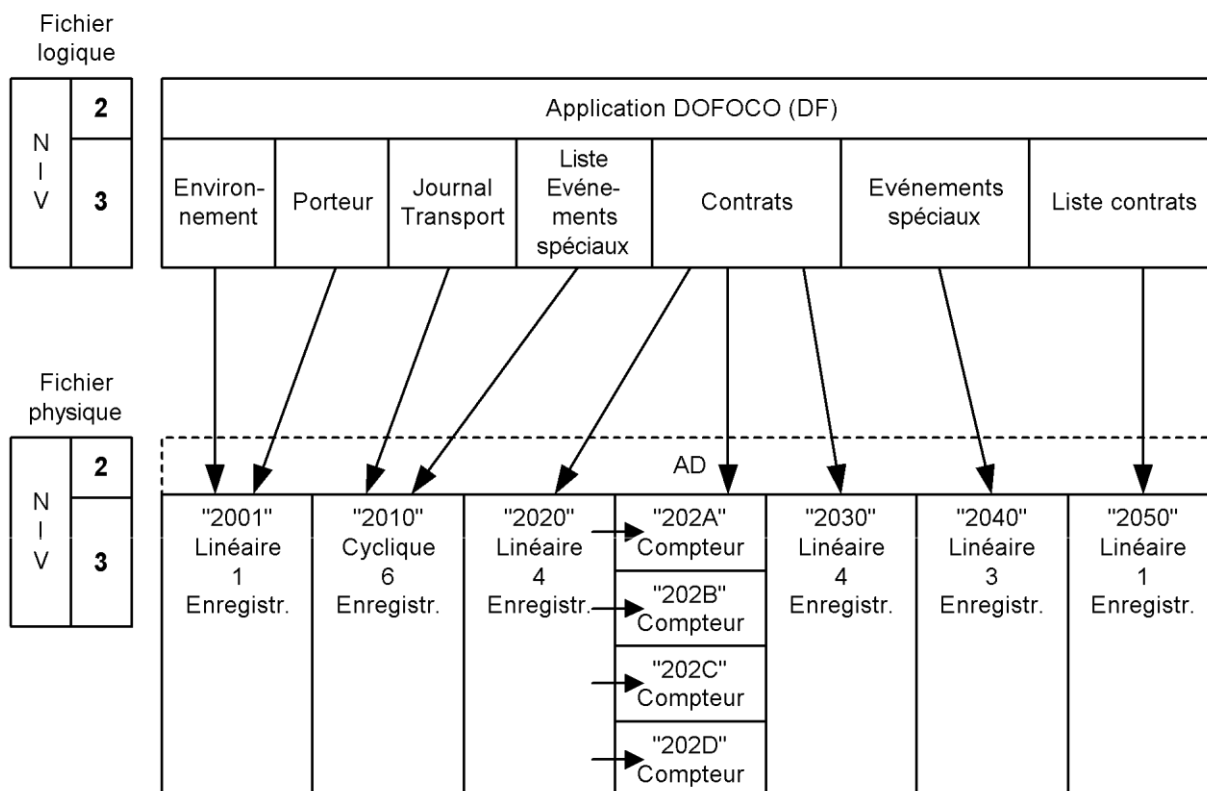 Fichier
logique
N
I
V
2
3
Application DOFOCO (DF)
Environ-
nement
Porteur
Journal
Transport
Liste
Evéne-
ments
spéciaux
Contrats
Evénements
spéciaux
Liste contrats
Fichier
physique
N
I
V
2
3
AD
"2001"
Linéaire
1
Enregistr.
"2010"
Cyclique
6
Enregistr.
"2020"
Linéaire
4
Enregistr.
"202A"
Compteur
"202B"
Compteur
"202C"
Compteur
"202D"
Compteur
"2030"
Linéaire
4
Enregistr.
"2040"
Linéaire
3
Enregistr.
"2050"
Linéaire
1
Enregistr.